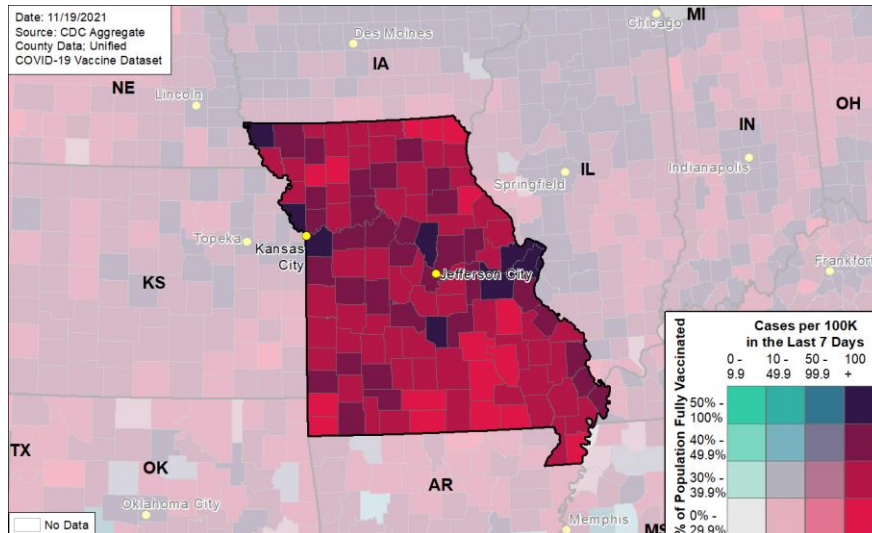 Date: 11/19/2021
Source: CDC Aggregate
County Data; Unified
COVID-19 Vaccine Dataset
Chicago
MI
Des Moines
IA
NE
Lincoln
OH
IN
Indianapolis
IL
Springfield
Topeka
Kansas
City
Jefferson City
Frankfort
KS
Cases per 100K
in the Last 7 Days
0 -
9.9
10 -
49.9
50 -
99.9
100
+
% of Population Fully Vaccinated
50% -
100%
40% -
49.9%
30% -
39.9%
0% -
29.9%
TX
OK
Oklahoma City
AR
Memphis
MS
No Data